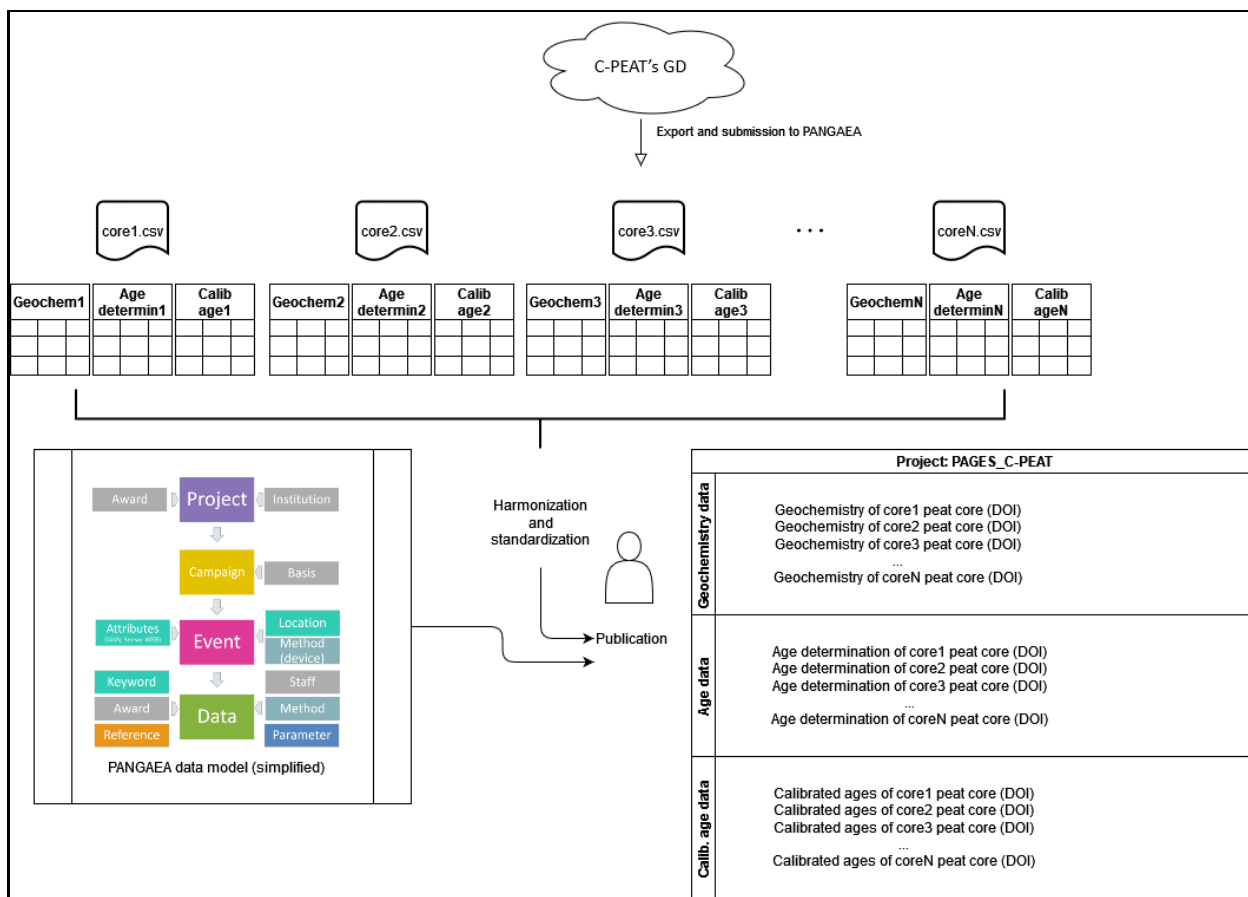 C-PEAT's GD
Export and submission to PANGAEA
core1.csv
core2.csv
core3.csv
...
coreN.csv
Geochem1
Age
determin1
Calib
age1
Geochem2
Age
determin2
Calib
age2
Geochem3
Age
determin3
Calib
age3
GeochemN
Age
determinN
Calib
ageN
Award
Project
Institution
Campaign
Basis
Attributes
Event
Location
Method
(device)
Keyword
Award
Reference
Data
Staff
Method
Parameter
PANGAEA data model (simplified)
Harmonization
and
standardization
Publication
Project: PAGES_C-PEAT
Geochemistry data
Geochemistry of core1 peat core (DOI)
Geochemistry of core2 peat core (DOI)
Geochemistry of core3 peat core (DOI)
...
Geochemistry of coreN peat core (DOI)
Age data
Age determination of core1 peat core (DOI)
Age determination of core2 peat core (DOI)
Age determination of core3 peat core (DOI)
...
Age determination of coreN peat core (DOI)
Calib. age data
Calibrated ages of core1 peat core (DOI)
Calibrated ages of core2 peat core (DOI)
Calibrated ages of core3 peat core (DOI)
...
Calibrated ages of coreN peat core (DOI)